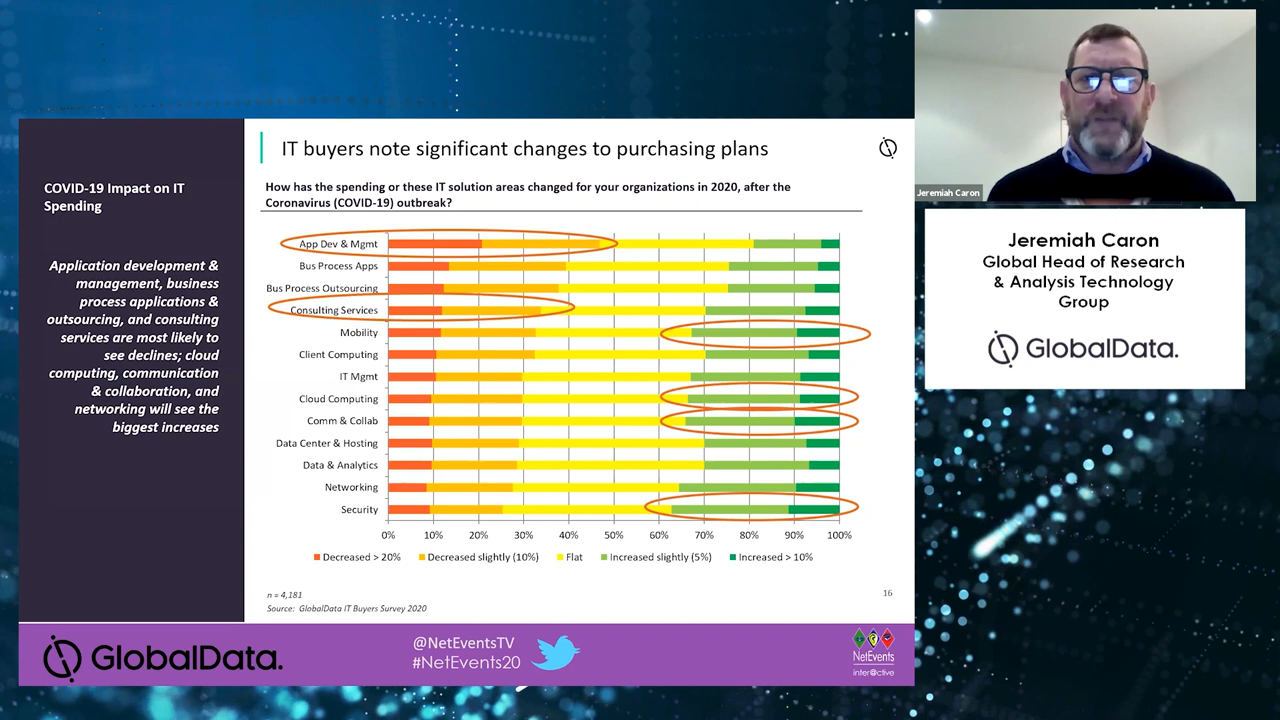 COVID-19 Impact on IT
Spending
Application development &
management, business
process applications &
outsourcing, and consulting
services are most likely to
see declines; cloud
computing, communication
& collaboration, and
networking will see the
biggest increases
IT buyers note significant changes to purchasing plans
How has the spending or these IT solution areas changed for your organizations in 2020, after the
Coronavirus (COVID-19) outbreak?
App Dev & Mgmt
Bus Process Apps
Bus Process Outsourcing
Consulting Services
Mobility
Client Computing
IT Mgmt
Cloud Computing
Comm & Collab
Data Center & Hosting
Data & Analytics
Networking
Security
0% 10% 20% 30% 40% 50% 60% 70% 80% 90% 100%
Decreased > 20% Decreased slightly (10%) Flat Increased slightly (5%) Increased > 10%
n = 4,181
Source: GlobalData IT Buyers Survey 2020
16
GlobalData.
@NetEventsTV
#NetEvents20
NetEvents
inter@ctive
Jeremiah Caron
Jeremiah Caron
Global Head of Research
& Analysis Technology
Group
GlobalData.